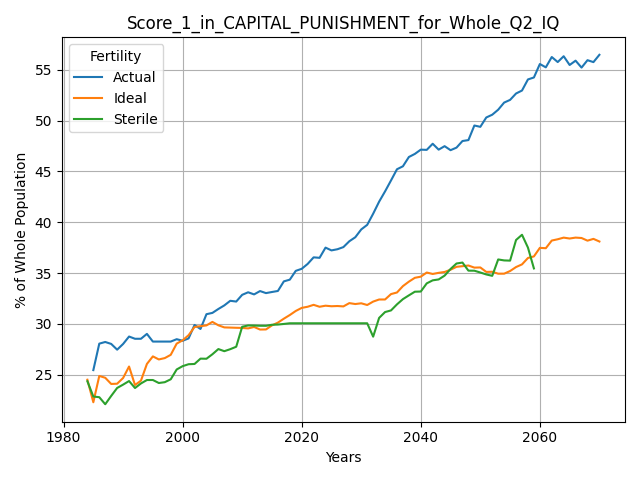 Score_1_in_CAPITAL_PUNISHMENT_for_Whole_Q2_IQ
Fertility
Actual
Ideal
Sterile
% of Whole Population
55
50
45
40
35
30
25
1980
2000
2020
2040
2060
Years